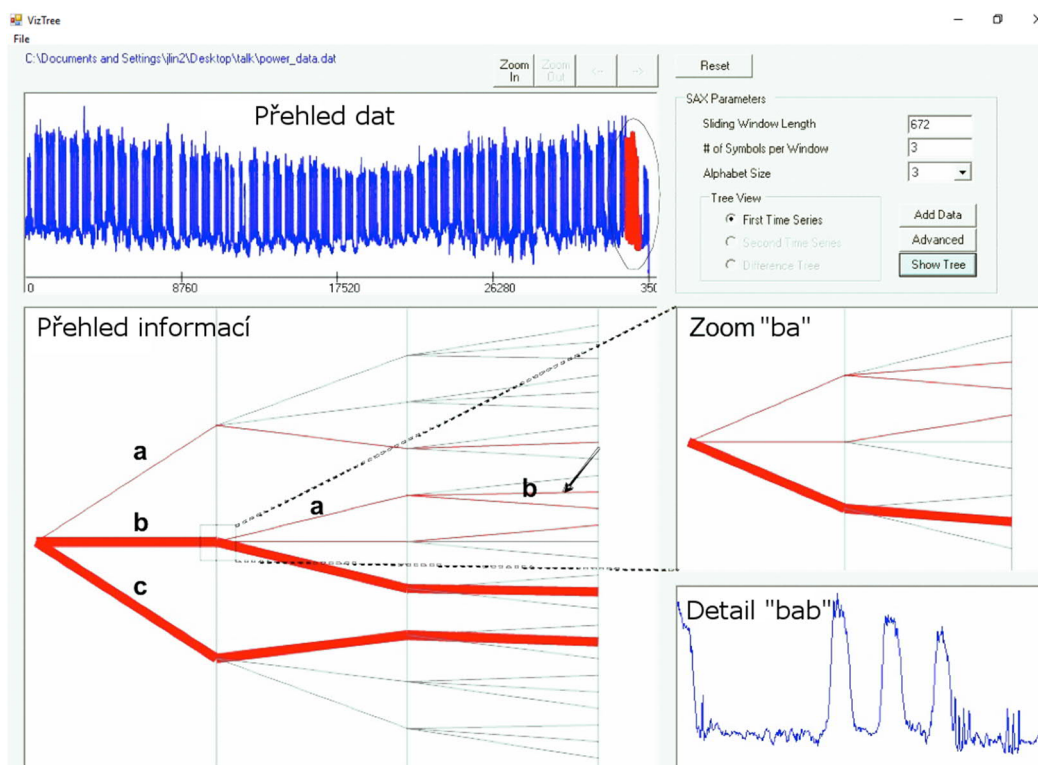 VizTree
File
C:\Documents and Settings\jlin2\Desktop\talk\power_data.dat
Zoom In
Zoom Out
<--
-->
Reset
Přehled dat
0
8760
17520
26280
350
SAX Parameters
Sliding Window Length
672
# of Symbols per Window
3
Alphabet Size
3
Tree View
First Time Series
Second Time Series
Difference Tree
Add Data
Advanced
Show Tree
Přehled informací
a
b
c
a
b
Zoom "ba"
Detail "bab"